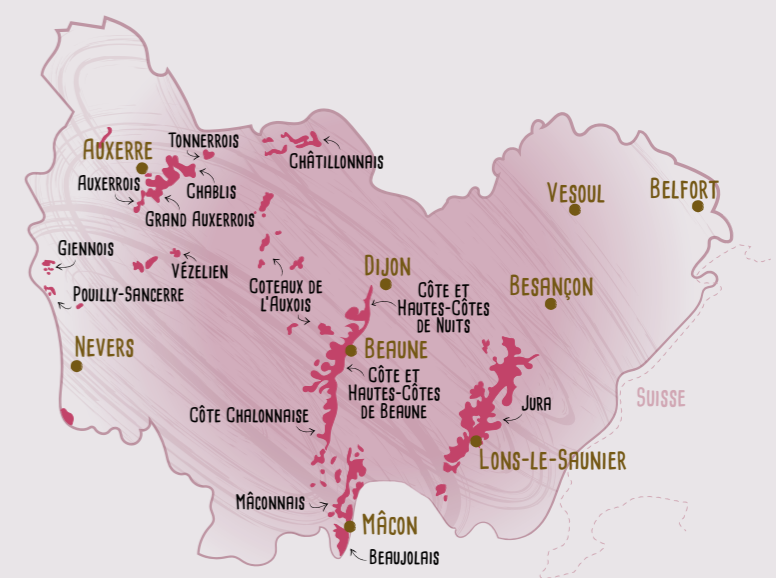 Tonnerrois
Auxerre
Châtillonnais
Auxerrois
Chablis
Grand Auxerrois
Vesoul
Belfort
Giennois
Vézelien
Pouilly-Sancerre
Coteaux de
l'Auxois
Dijon
Côte et
Hautes-Côtes
de Nuits
Besançon
Nevers
Beaune
Côte et
Hautes-Côtes
de Beaune
Côte Chalonnaise
Jura
Suisse
Lons-le-Saunier
Mâconnais
Mâcon
Beaujolais